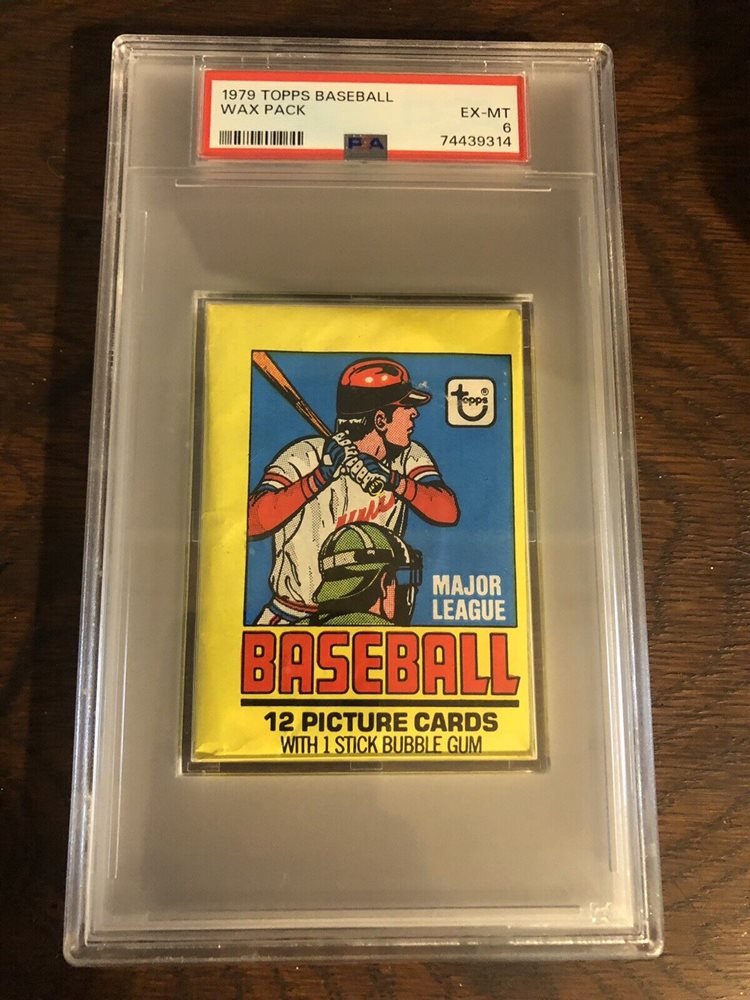 1979 TOPPS BASEBALL
WAX PACK
EX-MT
6
74439314
PSA
topps®
MAJOR
LEAGUE
BASEBALL
12 PICTURE CARDS
WITH 1 STICK BUBBLE GUM